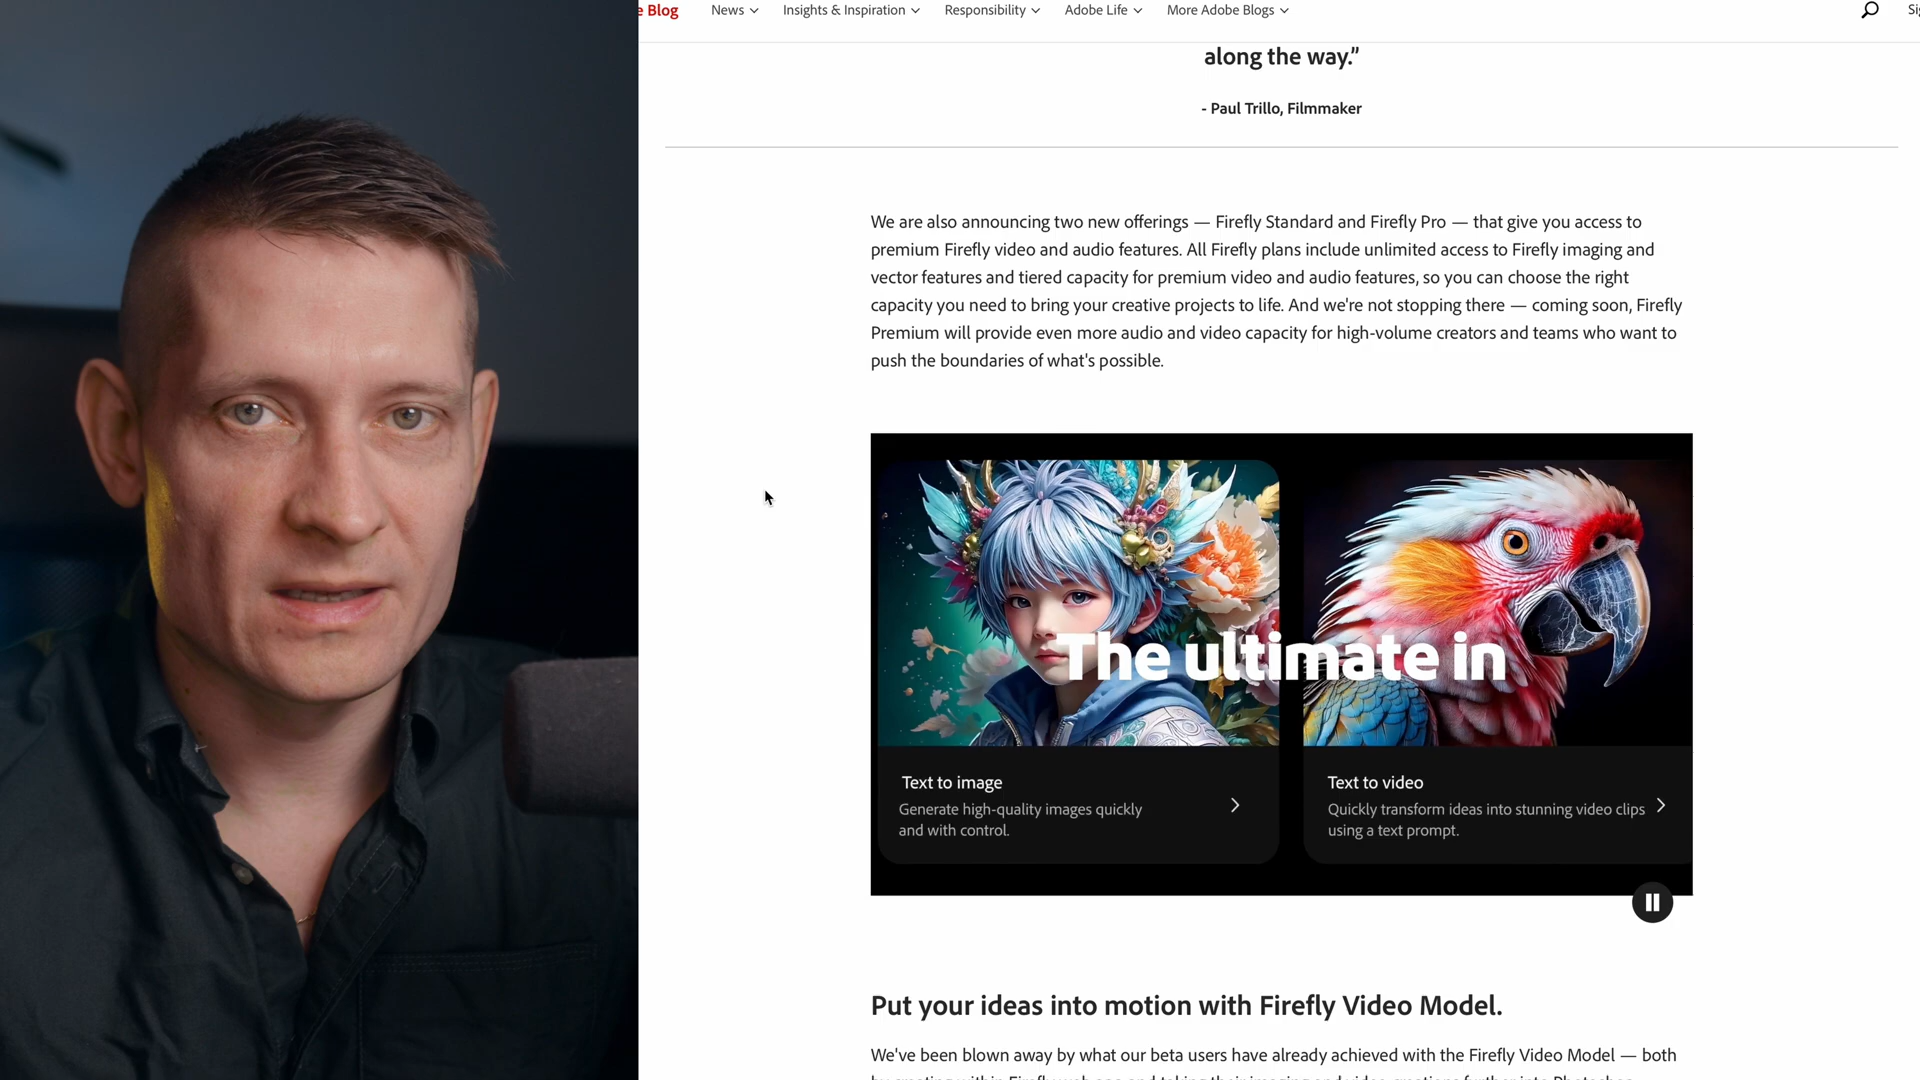 e Blog
News
Insights & Inspiration
Responsibility
Adobe Life
More Adobe Blogs
along the way.”
- Paul Trillo, Filmmaker
We are also announcing two new offerings — Firefly Standard and Firefly Pro — that give you access to
premium Firefly video and audio features. All Firefly plans include unlimited access to Firefly imaging and
vector features and tiered capacity for premium video and audio features, so you can choose the right
capacity you need to bring your creative projects to life. And we're not stopping there — coming soon, Firefly
Premium will provide even more audio and video capacity for high-volume creators and teams who want to
push the boundaries of what's possible.
The ultimate in
Text to image
Generate high-quality images quickly
and with control.
Text to video
Quickly transform ideas into stunning video clips
using a text prompt.
Put your ideas into motion with Firefly Video Model.
We've been blown away by what our beta users have already achieved with the Firefly Video Model — both